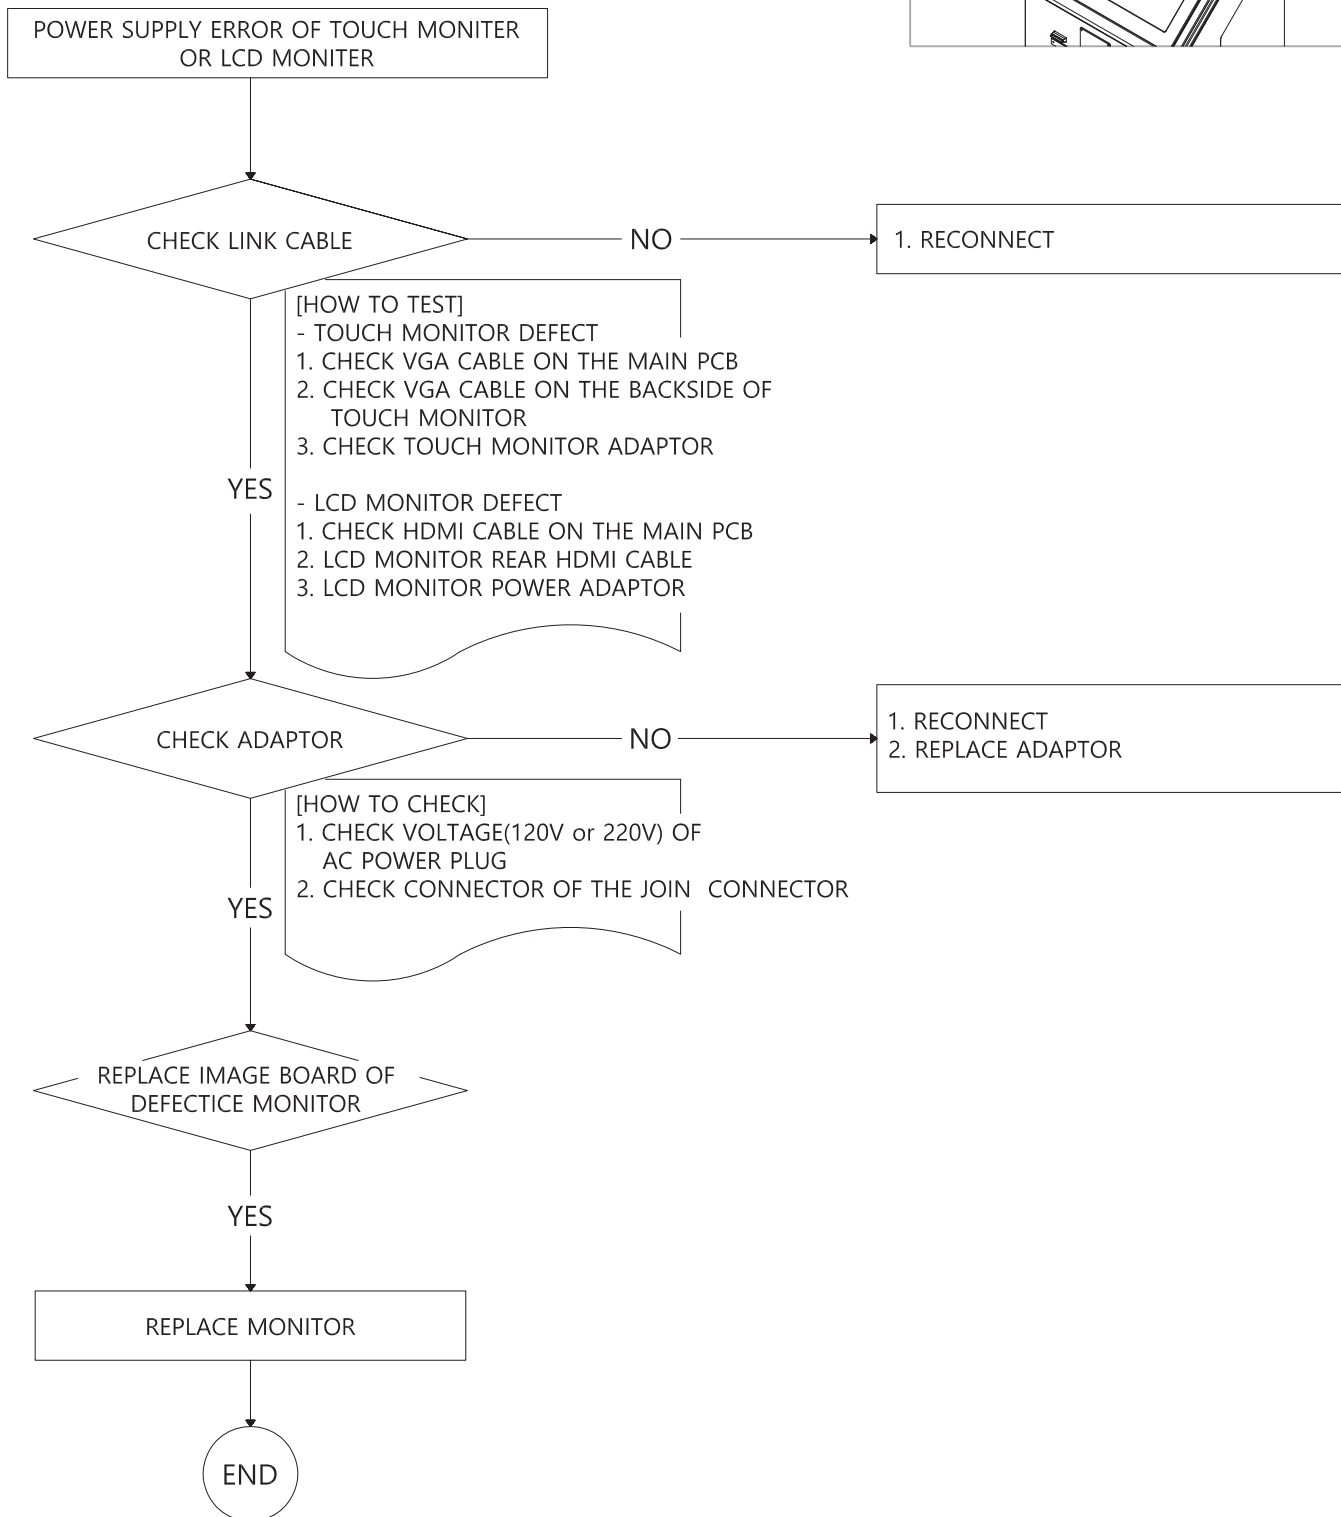 POWER SUPPLY ERROR OF TOUCH MONITER
OR LCD MONITER
CHECK LINK CABLE
NO
1. RECONNECT
[HOW TO TEST]
- TOUCH MONITOR DEFECT
1. CHECK VGA CABLE ON THE MAIN PCB
2. CHECK VGA CABLE ON THE BACKSIDE OF
TOUCH MONITOR
3. CHECK TOUCH MONITOR ADAPTOR
YES
- LCD MONITOR DEFECT
1. CHECK HDMI CABLE ON THE MAIN PCB
2. LCD MONITOR REAR HDMI CABLE
3. LCD MONITOR POWER ADAPTOR
CHECK ADAPTOR
NO
1. RECONNECT
2. REPLACE ADAPTOR
[HOW TO CHECK]
1. CHECK VOLTAGE(120V or 220V) OF
AC POWER PLUG
2. CHECK CONNECTOR OF THE JOIN  CONNECTOR
YES
REPLACE IMAGE BOARD OF
DEFECTICE MONITOR
YES
REPLACE MONITOR
END